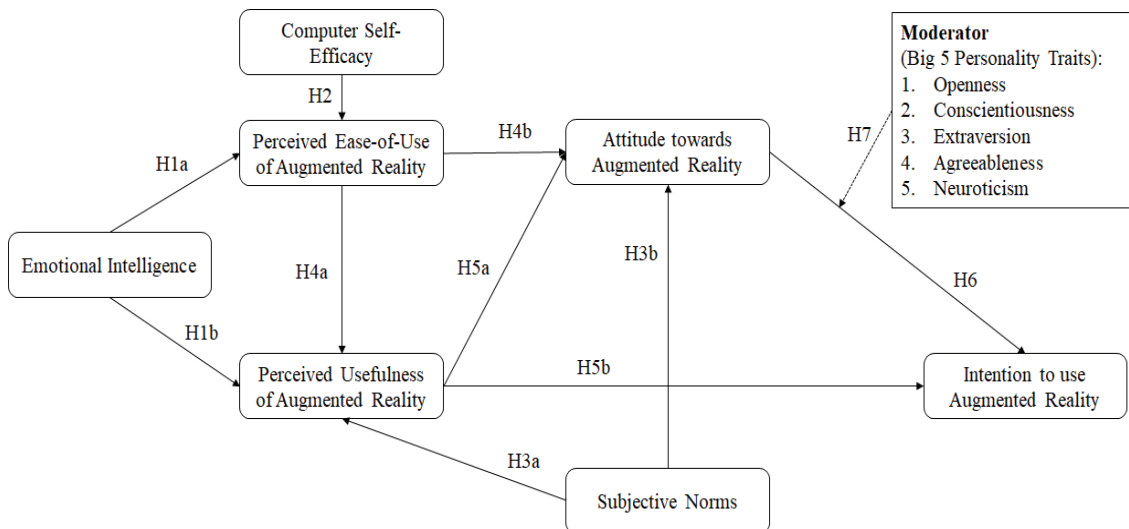 Computer Self-
Efficacy
Moderator
(Big 5 Personality Traits):
1. Openness
2. Conscientiousness
3. Extraversion
4. Agreeableness
5. Neuroticism
H2
Perceived Ease-of-Use
of Augmented Reality
H4b
Attitude towards
Augmented Reality
H7
H1a
Emotional Intelligence
H4a
H5a
H3b
H6
H1b
Perceived Usefulness
of Augmented Reality
H5b
Intention to use
Augmented Reality
H3a
Subjective Norms